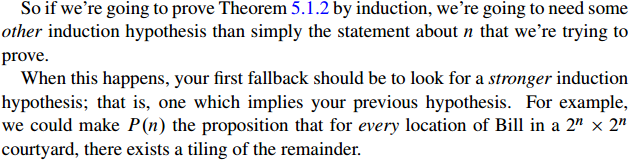 So if we're going to prove Theorem 5.1.2 by induction, we're going to need some
other induction hypothesis than simply the statement about n that we're trying to
prove.
When this happens, your first fallback should be to look for a stronger induction
hypothesis; that is, one which implies your previous hypothesis. For example,
we could make P(n) the proposition that for every location of Bill in a 2ⁿ × 2ⁿ
courtyard, there exists a tiling of the remainder.